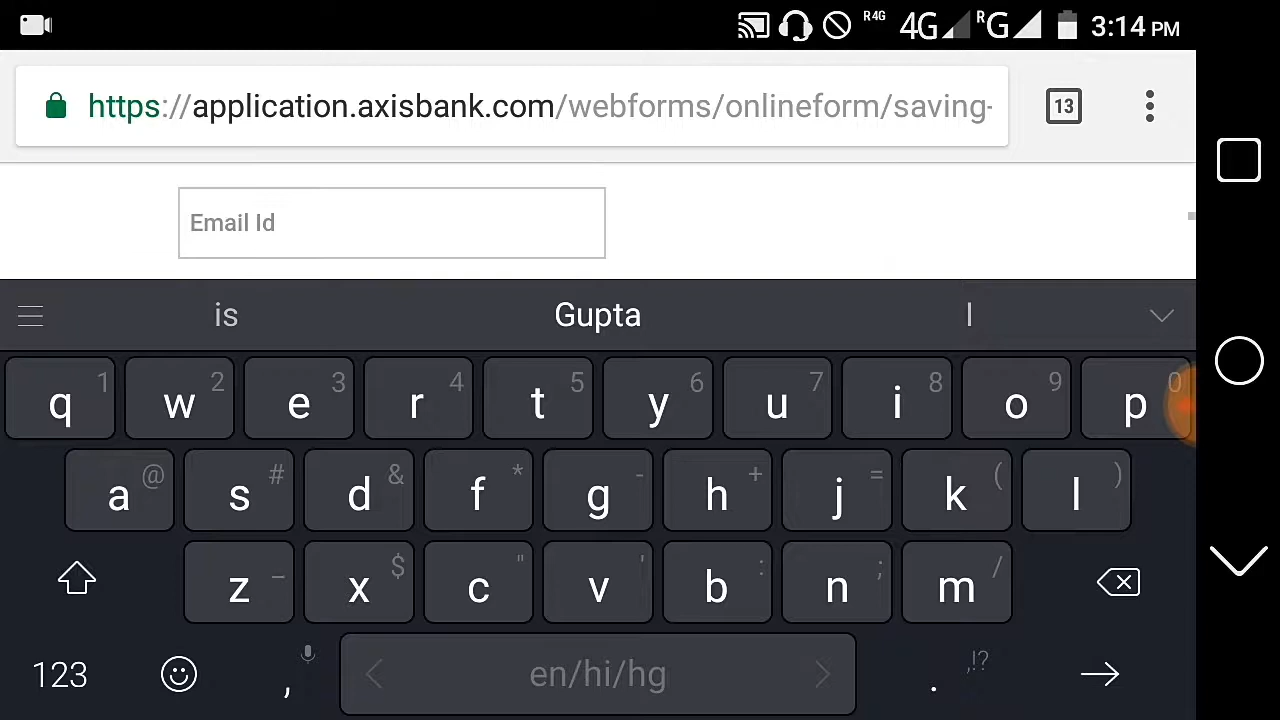 R4G 4G R G 3:14 PM
https://application.axisbank.com/webforms/onlineform/saving- 13
Email Id
is Gupta l
q 1 w 2 e 3 r 4 t 5 y 6 u 7 i 8 o 9 p 0
a @ s # d & f * g - h + j = k ( l )
z _ x $ c " v ' b : n ; m /
123 , < en/hi/hg > . ,!?